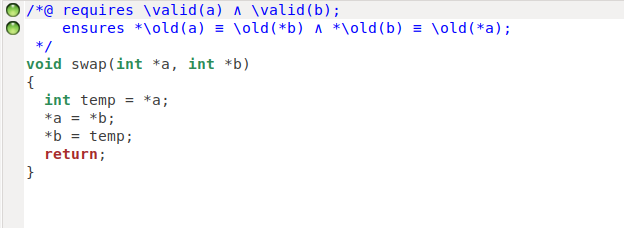 /*@ requires \valid(a) ∧ \valid(b);
    ensures *\old(a) ≡ \old(*b) ∧ *\old(b) ≡ \old(*a);
 */
void swap(int *a, int *b)
{
  int temp = *a;
  *a = *b;
  *b = temp;
  return;
}